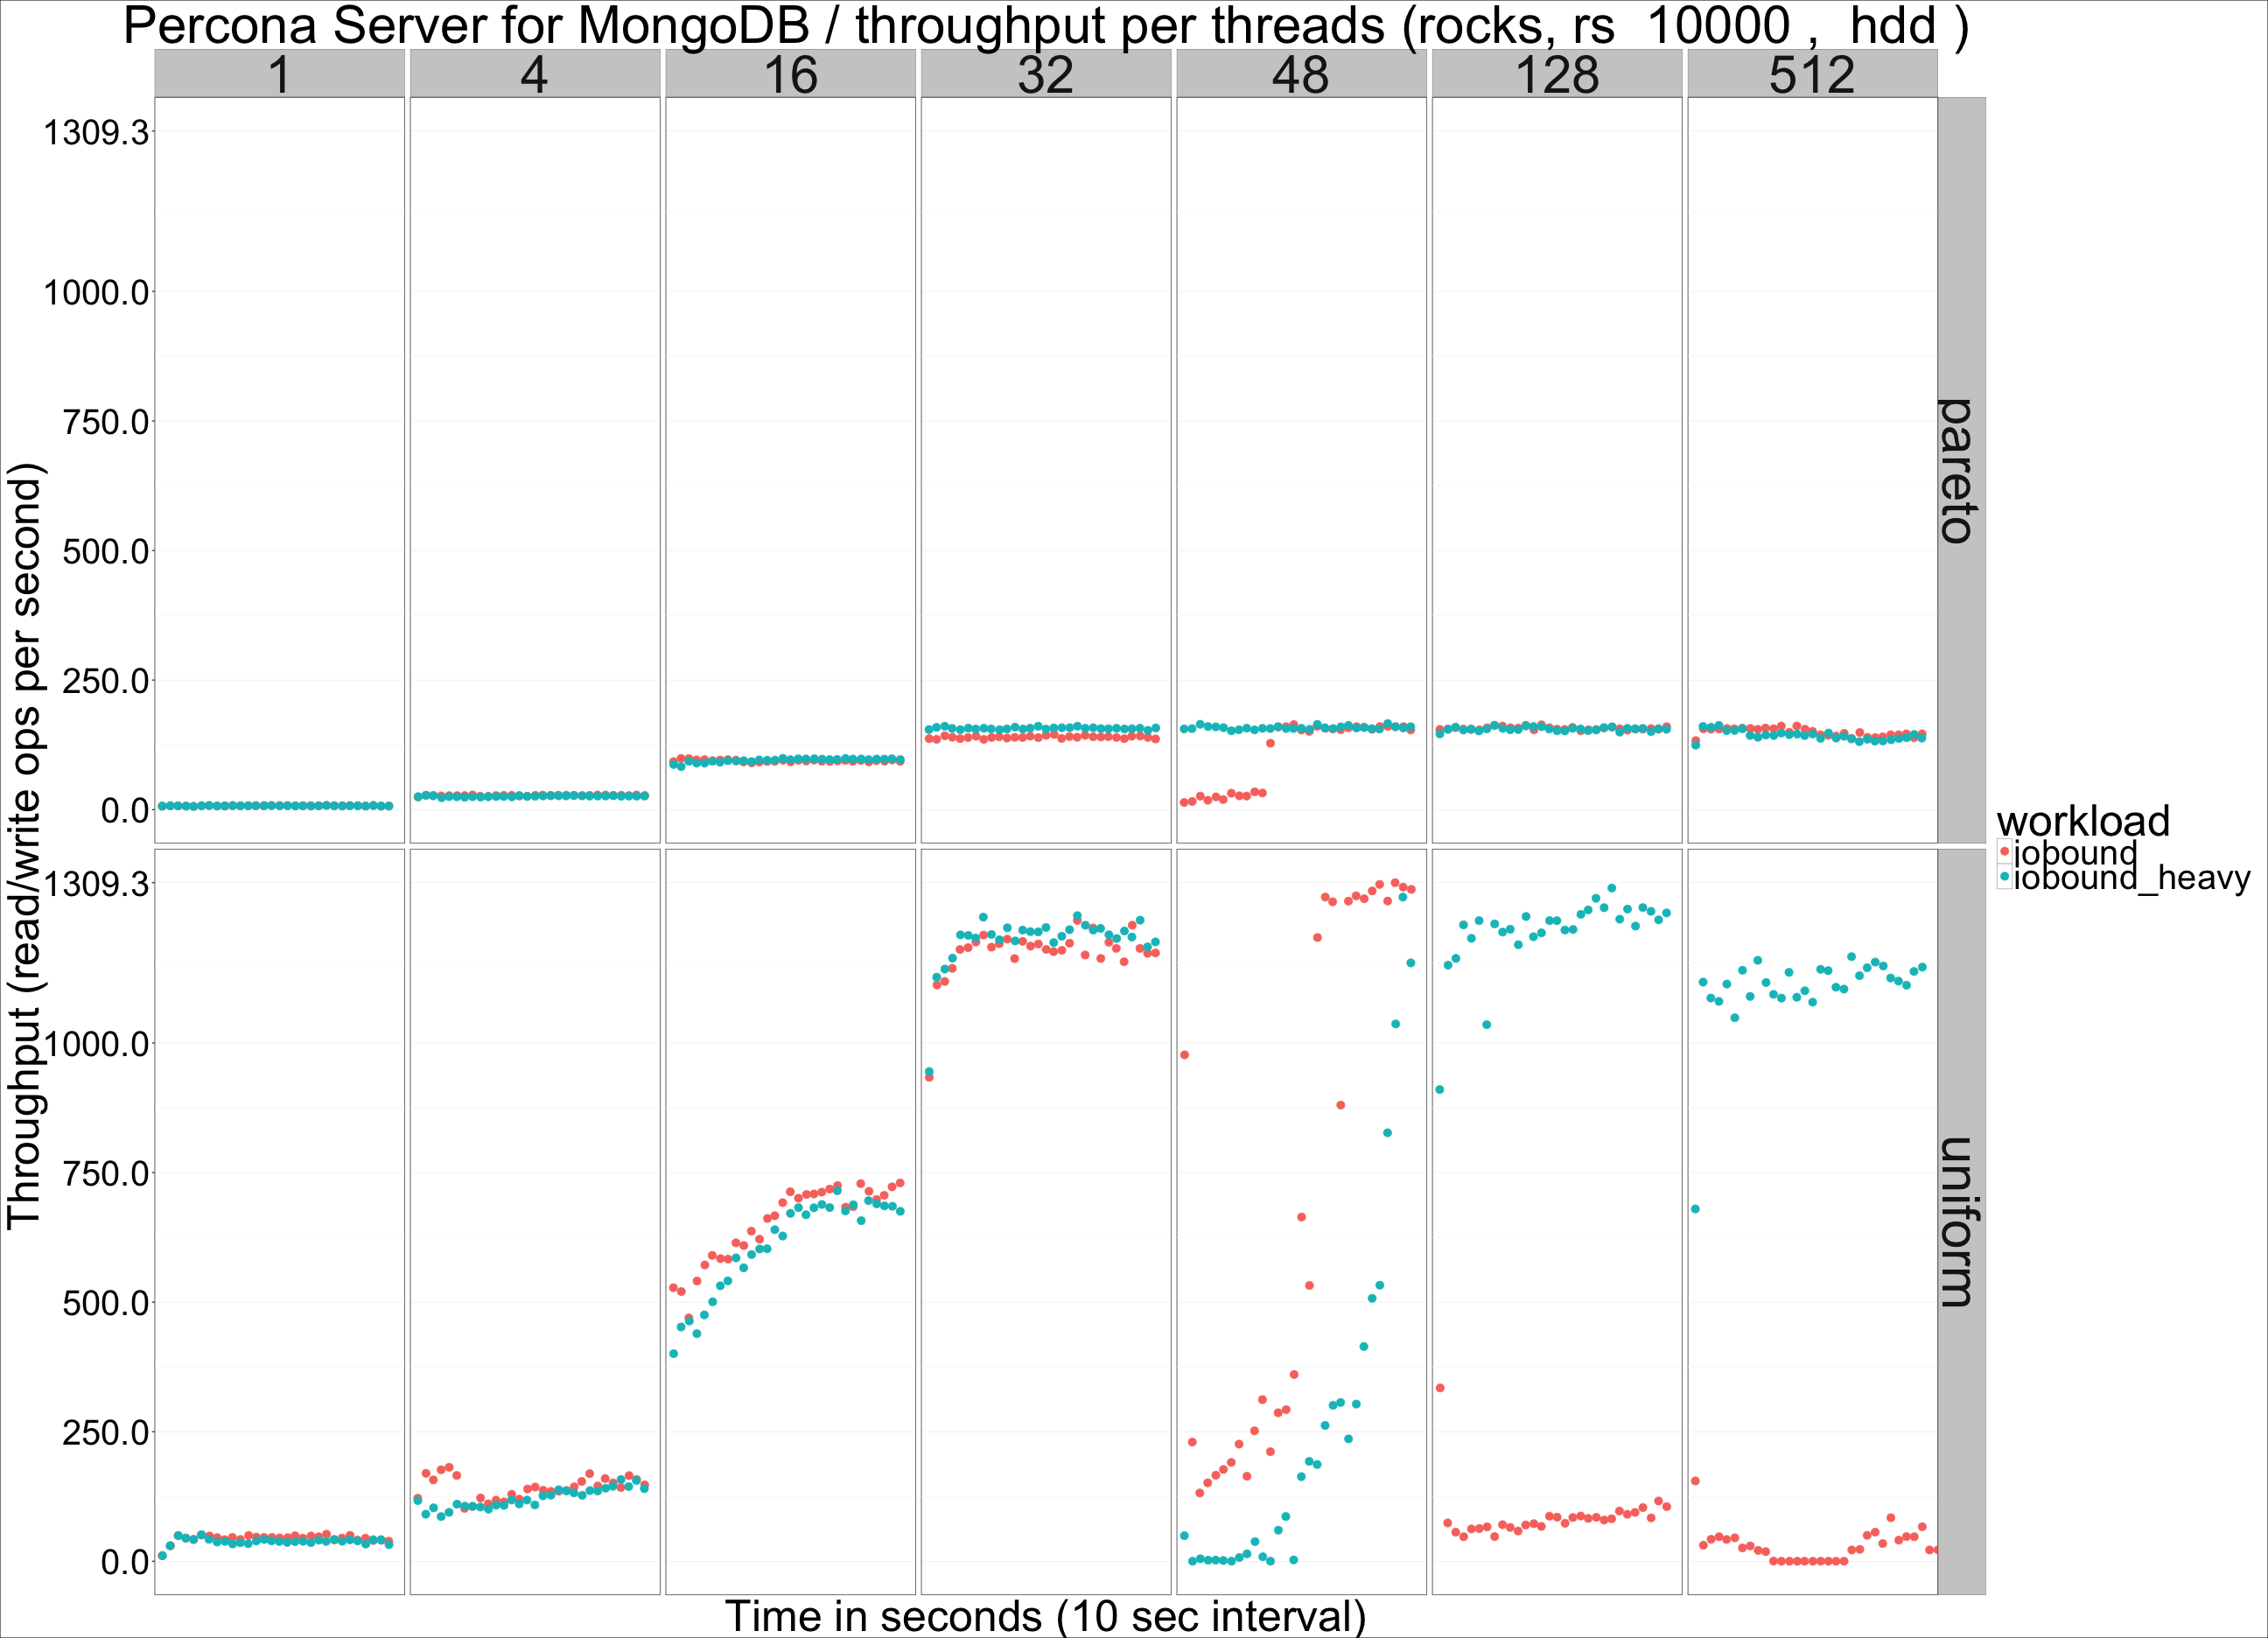 Percona Server for MongoDB / throughput per threads (rocks, rs  10000 ,  hdd )
1 4 16 32 48 128 512
1309.3
1000.0
750.0
500.0
250.0
0.0
pareto
1309.3
1000.0
750.0
500.0
250.0
0.0
uniform
Throughput (read/write ops per second)
Time in seconds (10 sec interval)
workload
iobound
iobound_heavy